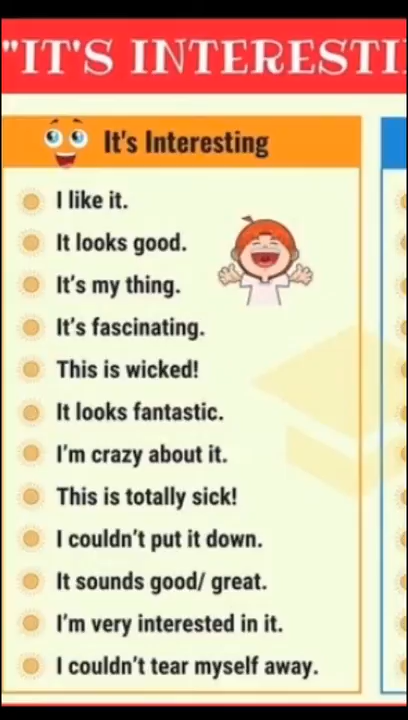 "IT'S INTERESTI
It's Interesting
I like it.
It looks good.
It's my thing.
It's fascinating.
This is wicked!
It looks fantastic.
I'm crazy about it.
This is totally sick!
I couldn't put it down.
It sounds good/ great.
I'm very interested in it.
I couldn't tear myself away.